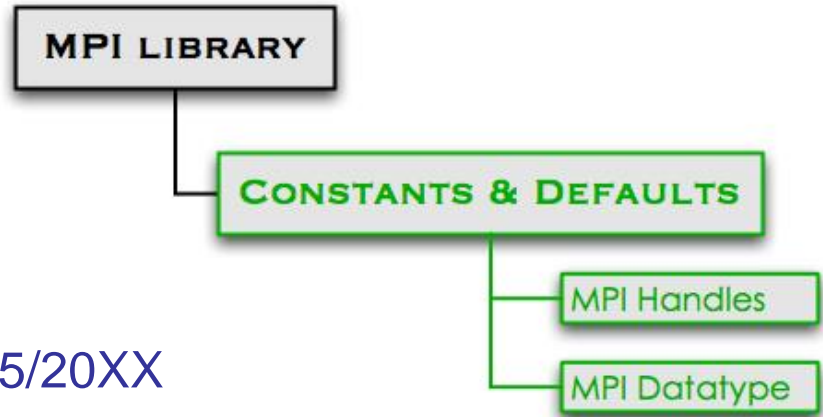 MPI LIBRARY
CONSTANTS & DEFAULTS
MPI Handles
5/20XX
MPI Datatype